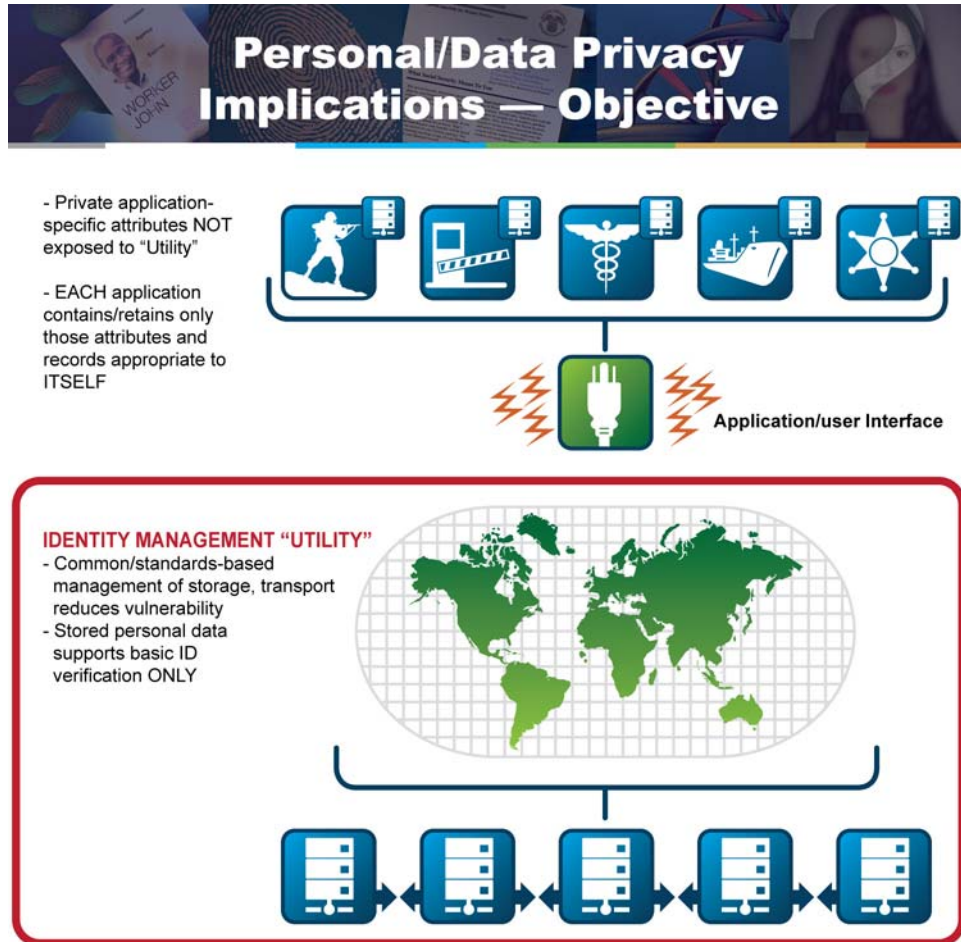 Personal/Data Privacy
Implications — Objective
WORKER
JOHN
- Private application-
specific attributes NOT
exposed to “Utility”
- EACH application
contains/retains only
those attributes and
records appropriate to
ITSELF
Application/user Interface
IDENTITY MANAGEMENT “UTILITY”
- Common/standards-based
management of storage, transport
reduces vulnerability
- Stored personal data
supports basic ID
verification ONLY